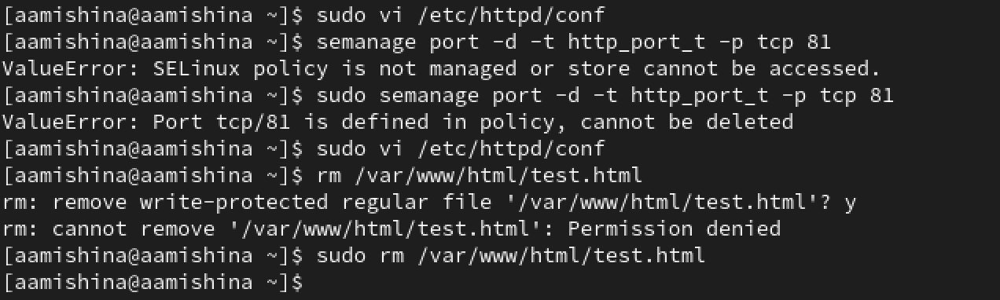 [aamishina@aamishina ~]$ sudo vi /etc/httpd/conf
[aamishina@aamishina ~]$ semanage port -d -t http_port_t -p tcp 81
ValueError: SELinux policy is not managed or store cannot be accessed.
[aamishina@aamishina ~]$ sudo semanage port -d -t http_port_t -p tcp 81
ValueError: Port tcp/81 is defined in policy, cannot be deleted
[aamishina@aamishina ~]$ sudo vi /etc/httpd/conf
[aamishina@aamishina ~]$ rm /var/www/html/test.html
rm: remove write-protected regular file '/var/www/html/test.html'? y
rm: cannot remove '/var/www/html/test.html': Permission denied
[aamishina@aamishina ~]$ sudo rm /var/www/html/test.html
[aamishina@aamishina ~]$